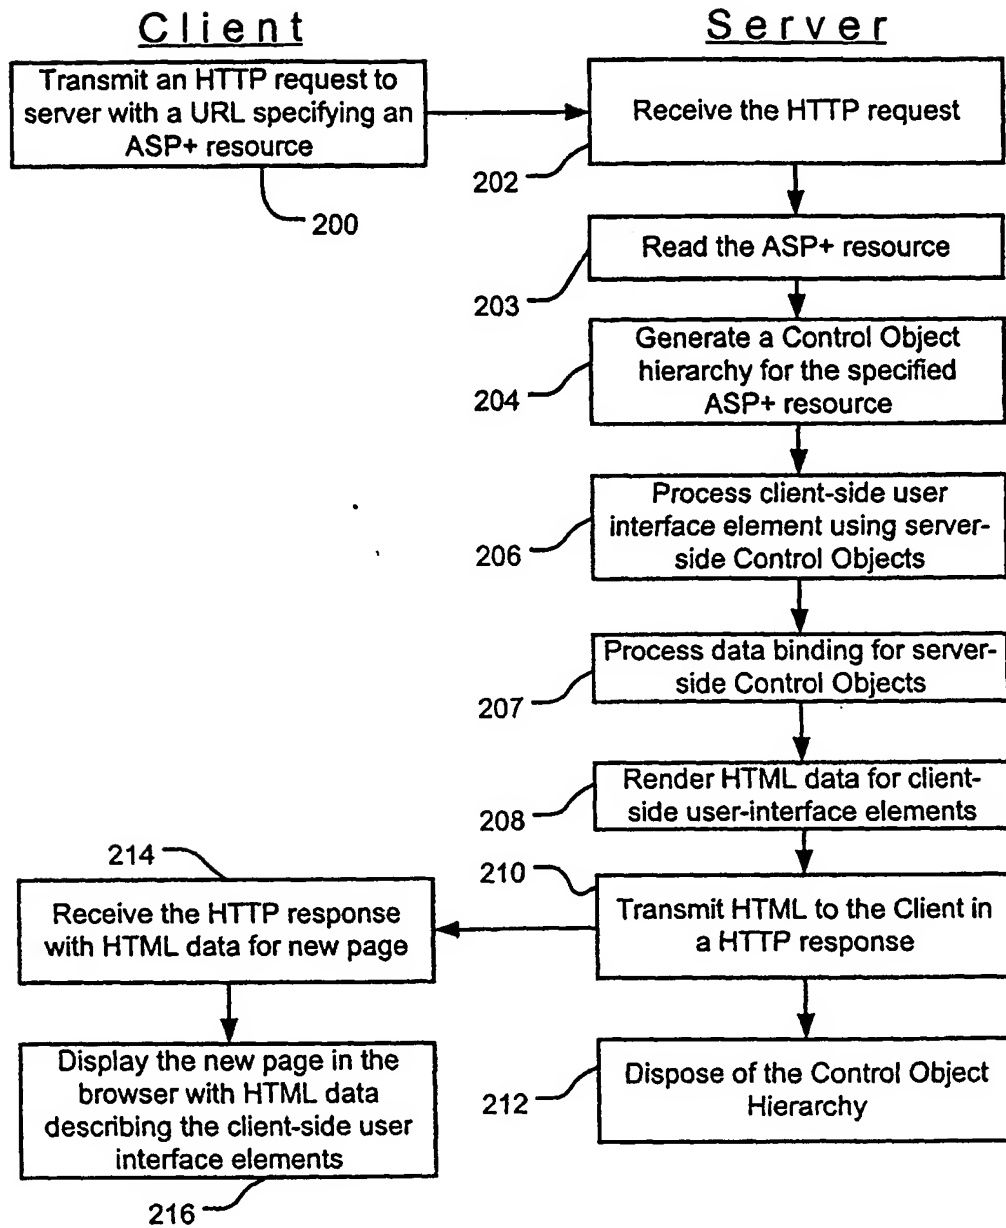 Client
Server
Transmit an HTTP request to
server with a URL specifying an
ASP+ resource
200
Receive the HTTP request
202
Read the ASP+ resource
203
Generate a Control Object
hierarchy for the specified
ASP+ resource
204
Process client-side user
interface element using server-
side Control Objects
206
Process data binding for server-
side Control Objects
207
Render HTML data for client-
side user-interface elements
208
210
Transmit HTML to the Client in
a HTTP response
214
Receive the HTTP response
with HTML data for new page
Dispose of the Control Object
Hierarchy
212
Display the new page in the
browser with HTML data
describing the client-side user
interface elements
216